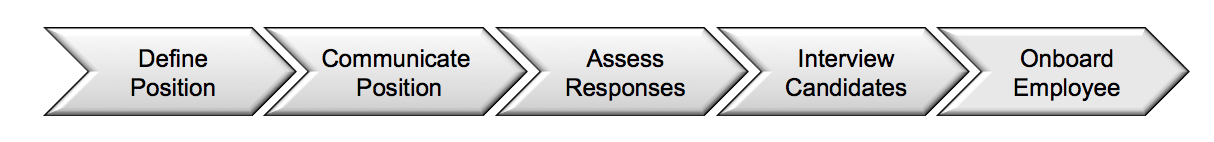 Define
Position
Communicate
Position
Assess
Responses
Interview
Candidates
Onboard
Employee